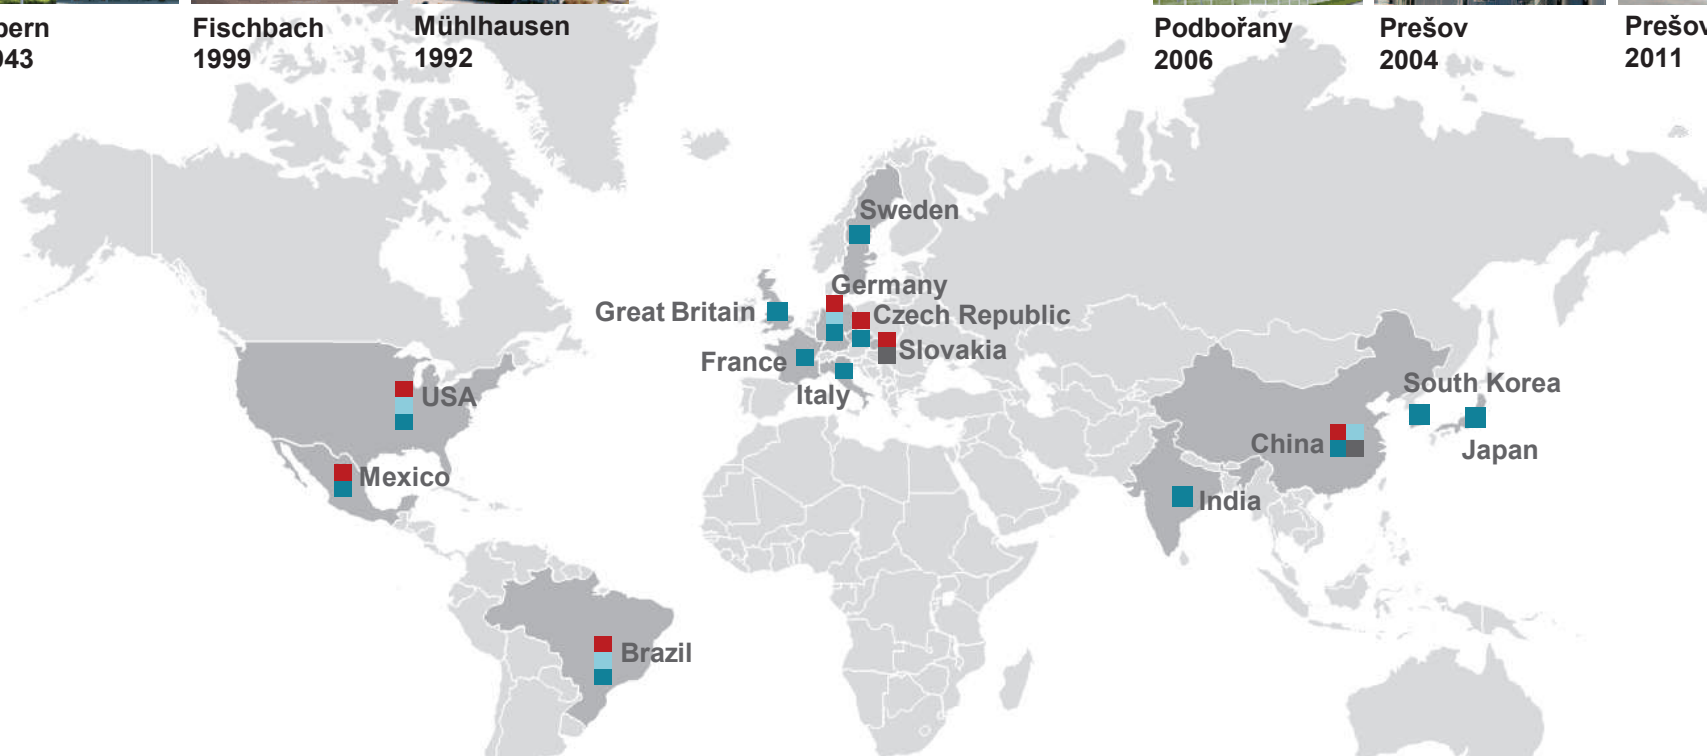 Fischbach
1999
Mühlhausen
1992
Podbořany
2006
Prešov
2004
Prešov
2011
Sweden
Germany
Great Britain
Czech Republic
Slovakia
France
Italy
USA
Mexico
Brazil
South Korea
China
Japan
India